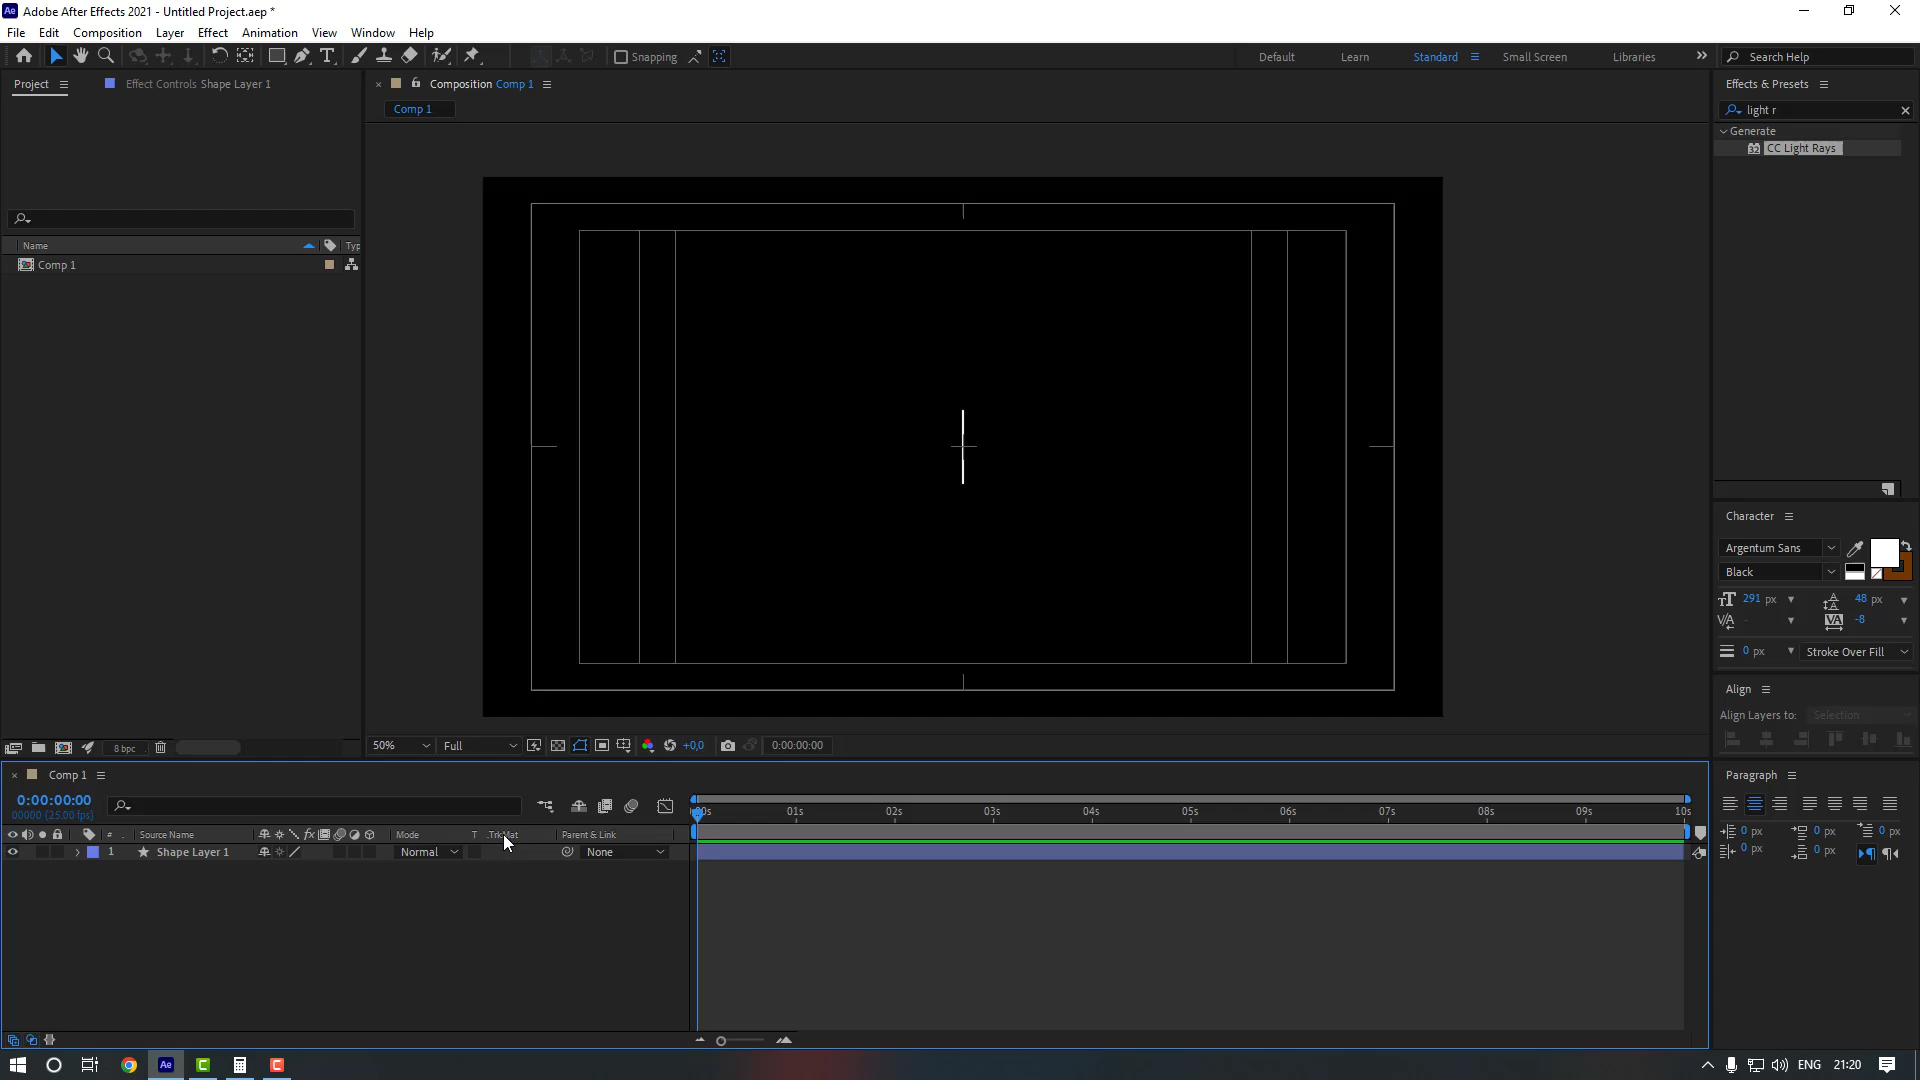 Adobe After Effects 2021 - Untitled Project.aep *
File Edit Composition Layer Effect Animation View Window Help
Snapping Default Learn Standard Small Screen Libraries Search Help
Project Effect Controls Shape Layer 1 Composition Comp 1 Effects & Presets
Comp 1 light r
Generate
32 CC Light Rays
Name Typ
Comp 1
Character
Argentum Sans
Black
291 px 48 px
-8
0 px Stroke Over Fill
Align
Align Layers to: Selection
8 bpc 50% Full +0,0 0:00:00:00
Comp 1 Paragraph
0:00:00:00
00000 (25.00 fps)
00s 01s 02s 03s 04s 05s 06s 07s 08s 09s 10s
# Source Name fx Mode T .TrkMat Parent & Link
1 Shape Layer 1 Normal None
0 px 0 px 0 px
0 px 0 px
Ae ENG 21:20